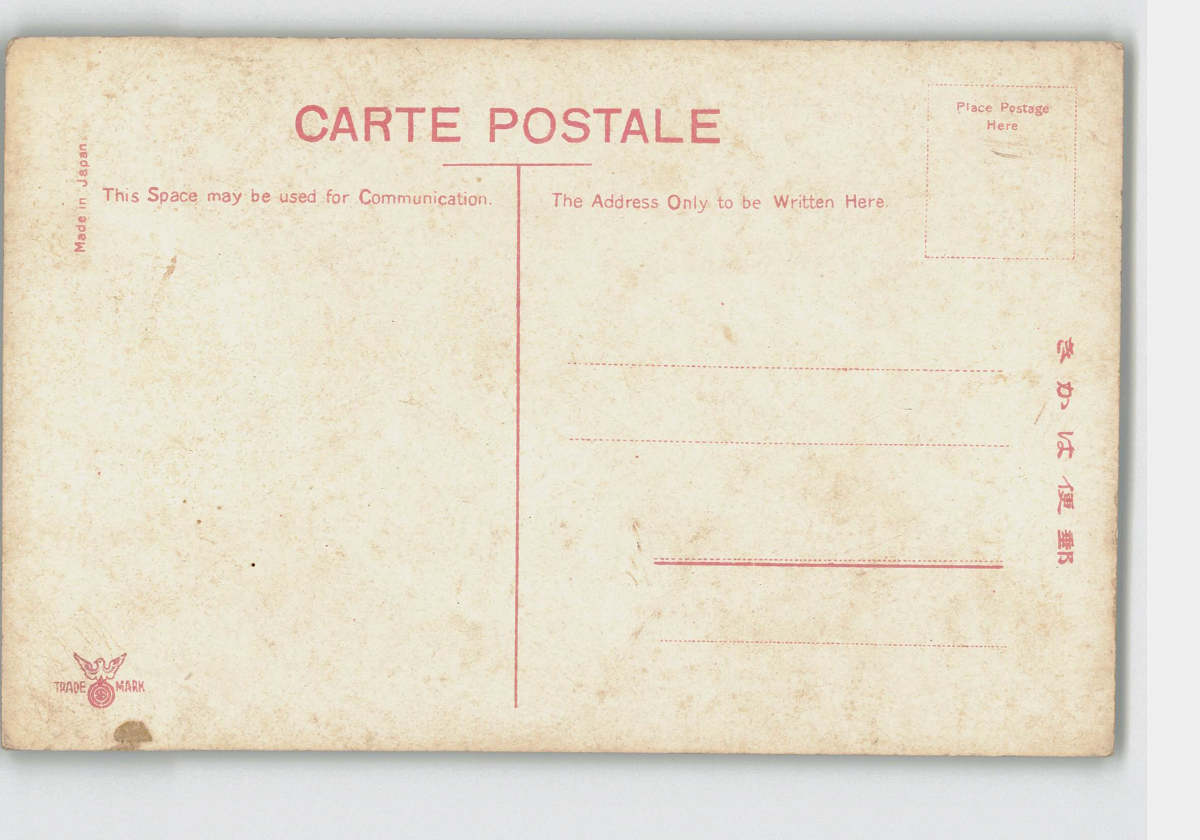 CARTE POSTALE
Made in Japan.
This Space may be used for Communication.
The Address Only to be Written Here.
Place Postage
Here
きかは便郵
TRADE MARK